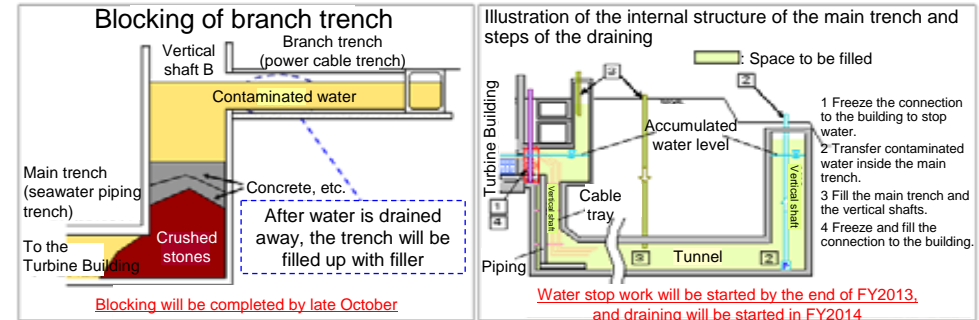 Blocking of branch trench
Vertical
shaft B
Branch trench
(power cable trench)
Contaminated water
Main trench
(seawater piping
trench)
Concrete, etc.
After water is drained
away, the trench will be
filled up with filler
Crushed
stones
To the
Turbine Building
Blocking will be completed by late October
Illustration of the internal structure of the main trench and
steps of the draining
: Space to be filled
3
2
Turbine Building
Accumulated
water level
1 Freeze the connection
to the building to stop
water.
2 Transfer contaminated
water inside the main
trench.
3 Fill the main trench and
the vertical shafts.
4 Freeze and fill the
connection to the building.
1
4
Vertical shaft
Cable
tray
Vertical shaft
Piping
3
Tunnel
2
Water stop work will be started by the end of FY2013,
and draining will be started in FY2014